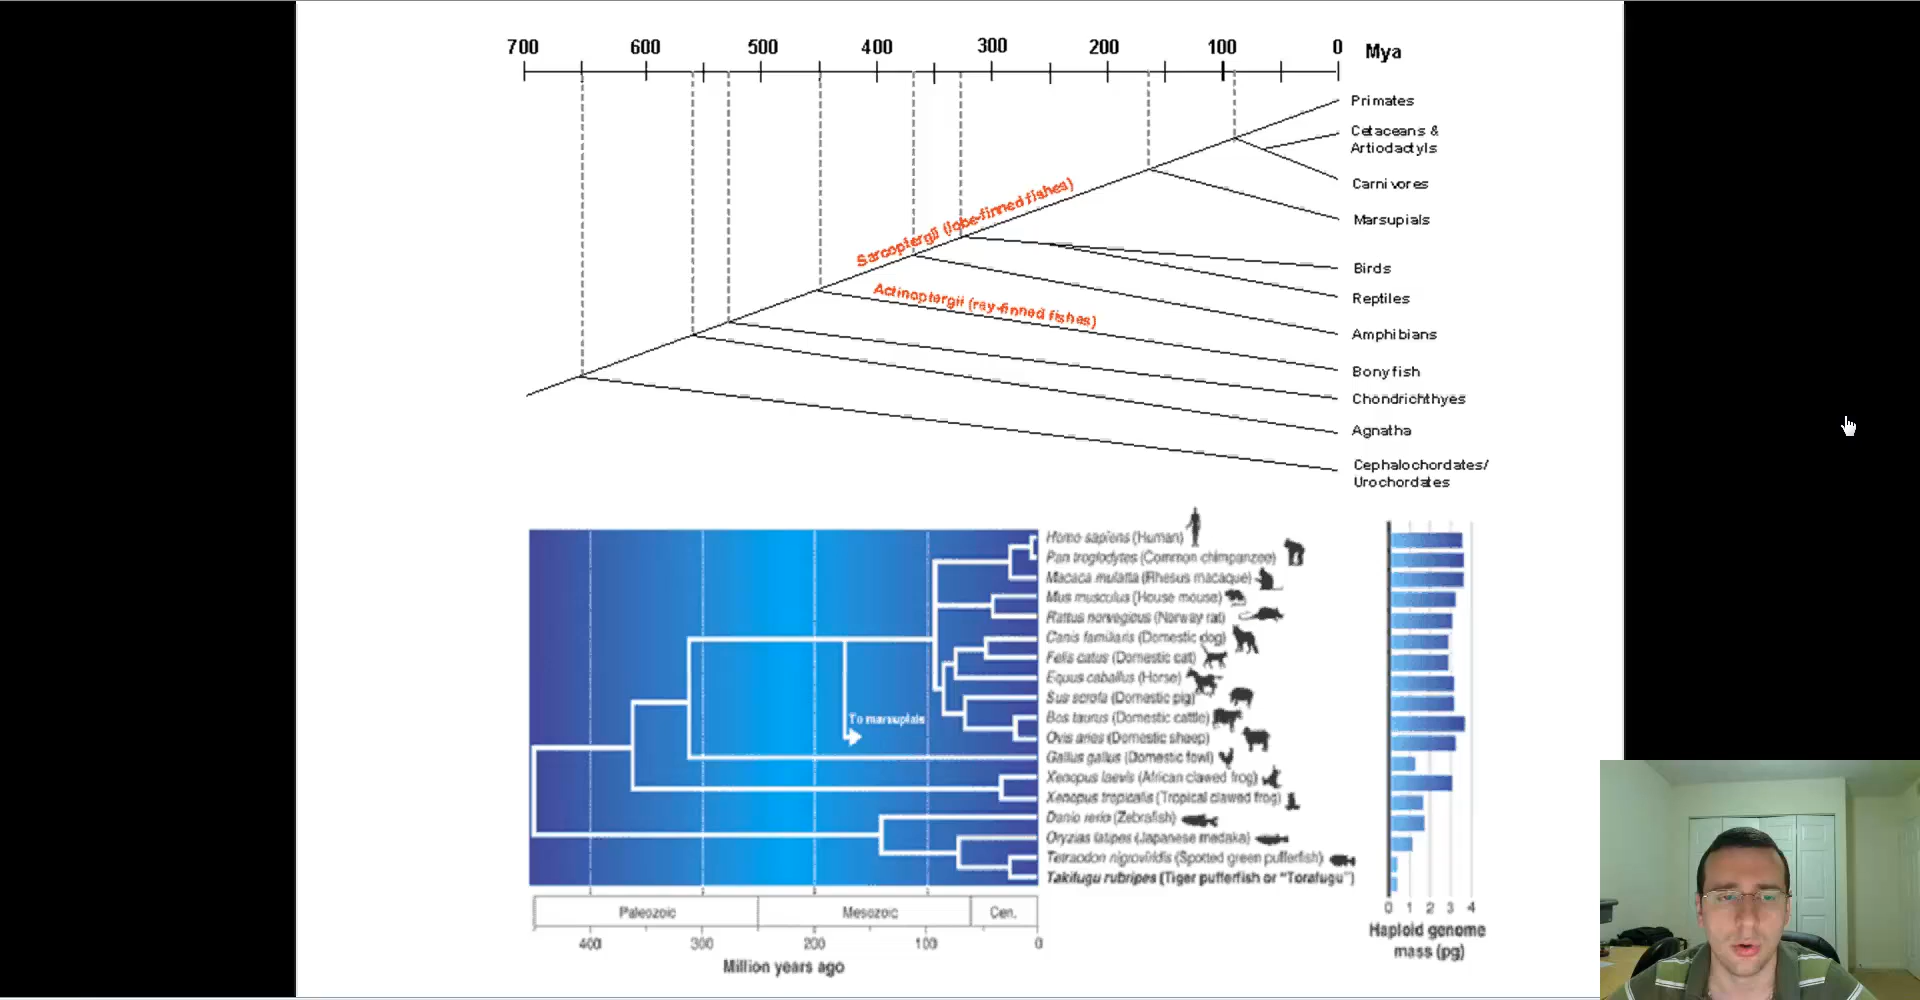 700 600 500 400 300 200 100 0 Mya
Primates
Cetaceans &
Artiodactyls
Carnivores
Marsupials
Sarcoptergii (lobe-finned fishes)
Birds
Reptiles
Actinoptergii (ray-finned fishes)
Amphibians
Bony fish
Chondrichthyes
Agnatha
Cephalochordates/
Urochordates
Homo sapiens (Human)
Pan troglodytes (Common chimpanzee)
Macaca mulatta (Rhesus macaque)
Mus musculus (House mouse)
Rattus norvegicus (Norway rat)
Canis familiaris (Domestic dog)
Felis catus (Domestic cat)
Equus caballus (Horse)
Sus scrofa (Domestic pig)
Bos taurus (Domestic cattle)
To marsupials
Ovis aries (Domestic sheep)
Gallus gallus (Domestic fowl)
Xenopus laevis (African clawed frog)
Xenopus tropicalis (Tropical clawed frog)
Danio rerio (Zebrafish)
Oryzias latipes (Japanese medaka)
Tetraodon nigroviridis (Spotted green pufferfish)
Takifugu rubripes (Tiger pufferfish or "Torafugu")
Paleozoic Mesozoic Cen.
400 300 200 100 0
Million years ago
0 1 2 3 4
Haploid genome
mass (pg)